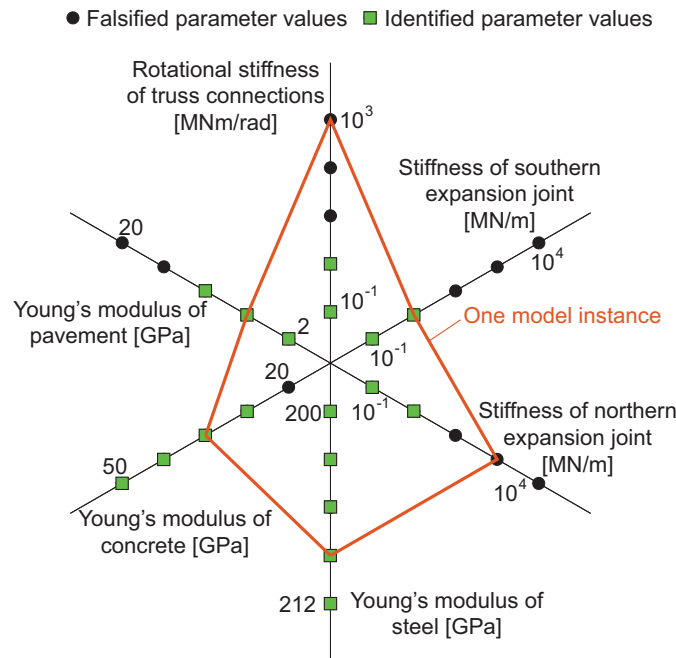 Falsified parameter values
Identified parameter values
Rotational stiffness
of truss connections
[MNm/rad]
10³
Stiffness of southern
expansion joint
[MN/m]
20
10⁴
Young's modulus of
pavement [GPa]
10⁻¹
2
10⁻¹
One model instance
20
200
10⁻¹
Stiffness of northern
expansion joint
[MN/m]
50
10⁴
Young's modulus of
concrete [GPa]
212
Young's modulus of
steel [GPa]